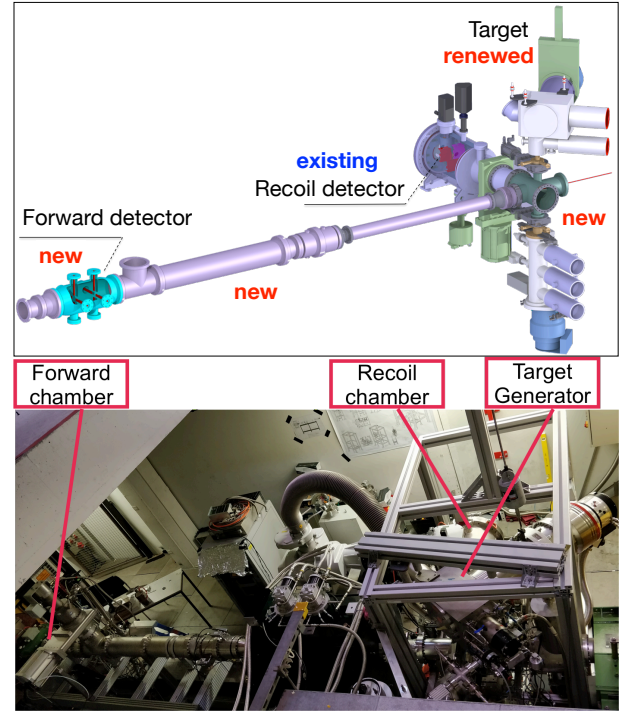 Target
renewed
existing
Recoil detector
Forward detector
new
new
new
Forward
chamber
Recoil
chamber
Target
Generator